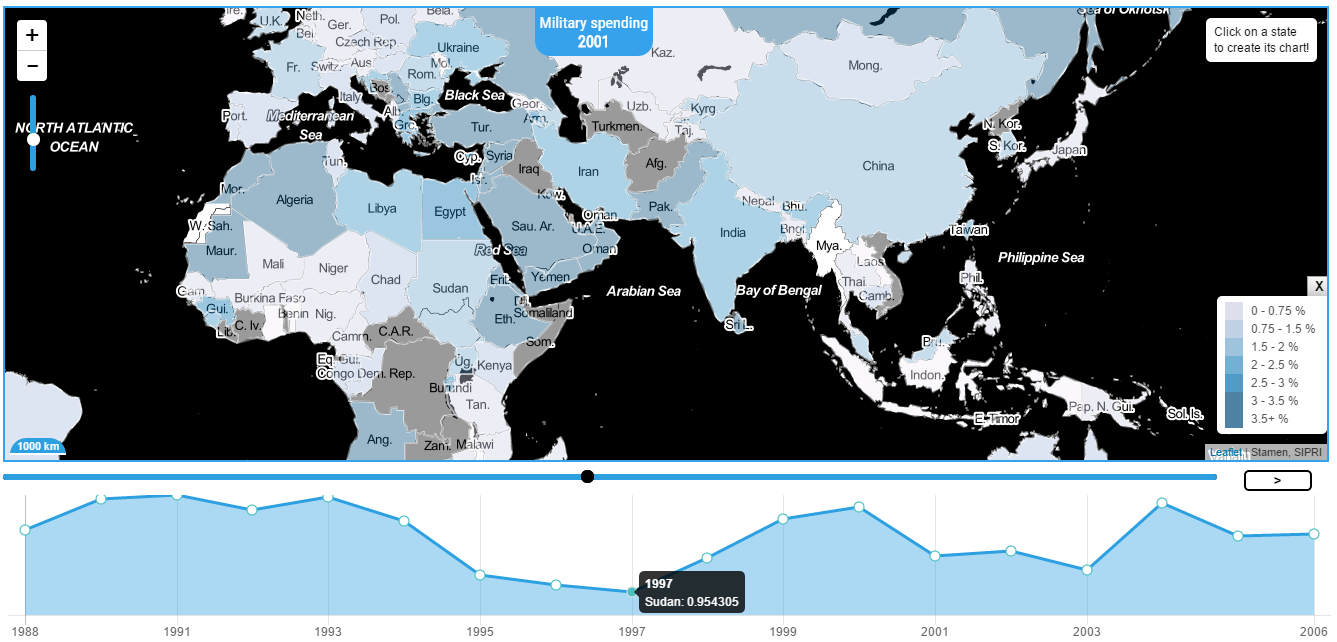 Ire.
U.K.
Neth.
Bel.
Ger.
Pol.
Bela.
Czech Rep.
Ukraine
Fr.
Switz.
Aus.
Mol.
Rom.
Italy
Bos.
Blg.
Alb.
Grc.
Port.
Mediterranean
Sea
Black Sea
Geor.
Arm.
Tur.
Cyp.
Syria
Isr.
Iraq
Iran
Kuw.
Kaz.
Uzb.
Kyrg.
Turkmen.
Taj.
Afg.
Pak.
Mong.
China
N. Kor.
S. Kor.
Japan
Sea of Okhotsk
NORTH ATLANTIC
OCEAN
Mor.
Tun.
Algeria
Libya
Egypt
W. Sah.
Maur.
Mali
Niger
Chad
Sudan
Red Sea
Sau. Ar.
Oman
U.A.E.
Oman
Yemen
Eri.
Dji.
Eth.
Somaliland
Som.
Gam.
Gui.
Burkina Faso
Benin
Nig.
Lib.
C. Iv.
Camrn.
C.A.R.
Eq. Gui.
Congo
Dem. Rep.
Ug.
Kenya
Burundi
Tan.
Ang.
Zam.
Malawi
Nepal
Bhu.
India
Bngl.
Mya.
Laos
Thai.
Camb.
Taiwan
Philippine Sea
Phil.
Arabian Sea
Bay of Bengal
Sri L.
Bru.
Indon.
E. Timor
Pap. N. Gui.
Sol. Is.
+
−
Military spending
2001
Click on a state
to create its chart!
X
0 - 0.75 %
0.75 - 1.5 %
1.5 - 2 %
2 - 2.5 %
2.5 - 3 %
3 - 3.5 %
3.5+ %
1000 km
Leaflet | Stamen, SIPRI
>
1997
Sudan: 0.954305
1988
1991
1993
1995
1997
1999
2001
2003
2006